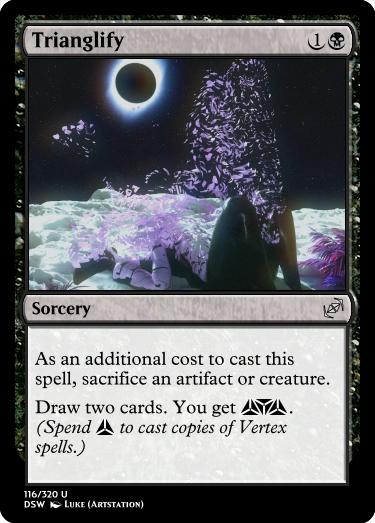 Trianglify 1
Sorcery
As an additional cost to cast this
spell, sacrifice an artifact or creature.
Draw two cards. You get .
(Spend to cast copies of Vertex
spells.)
116/320 U
DSW Luke (Artstation)